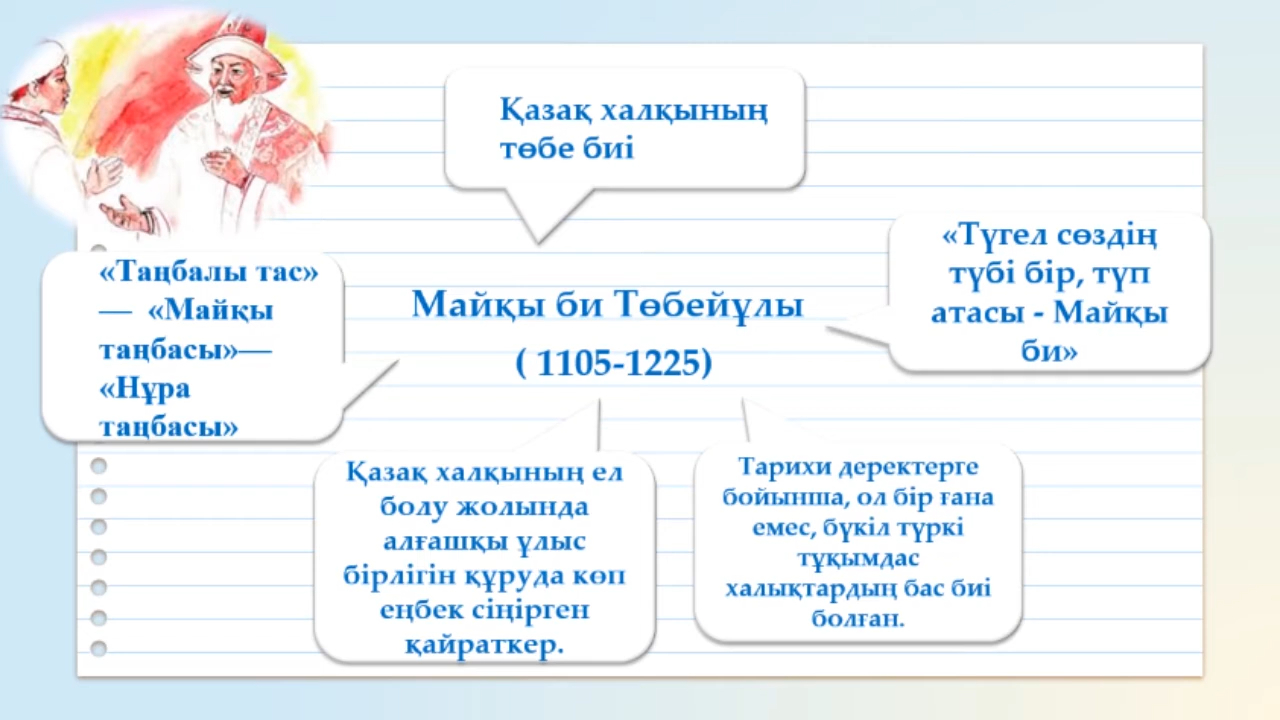 Қазақ халқының
төбе биі
«Түгел сөздің
түбі бір, түп
атасы - Майқы
би»
«Таңбалы тас»
— «Майқы
таңбасы»—
«Нұра
таңбасы»
Майқы би Төбейұлы
( 1105-1225)
Қазақ халқының ел
болу жолында
алғашқы ұлыс
бірлігін құруда көп
еңбек сіңірген
қайраткер.
Тарихи деректерге
бойынша, ол бір ғана
емес, бүкіл түркі
тұқымдас
халықтардың бас биі
болған.